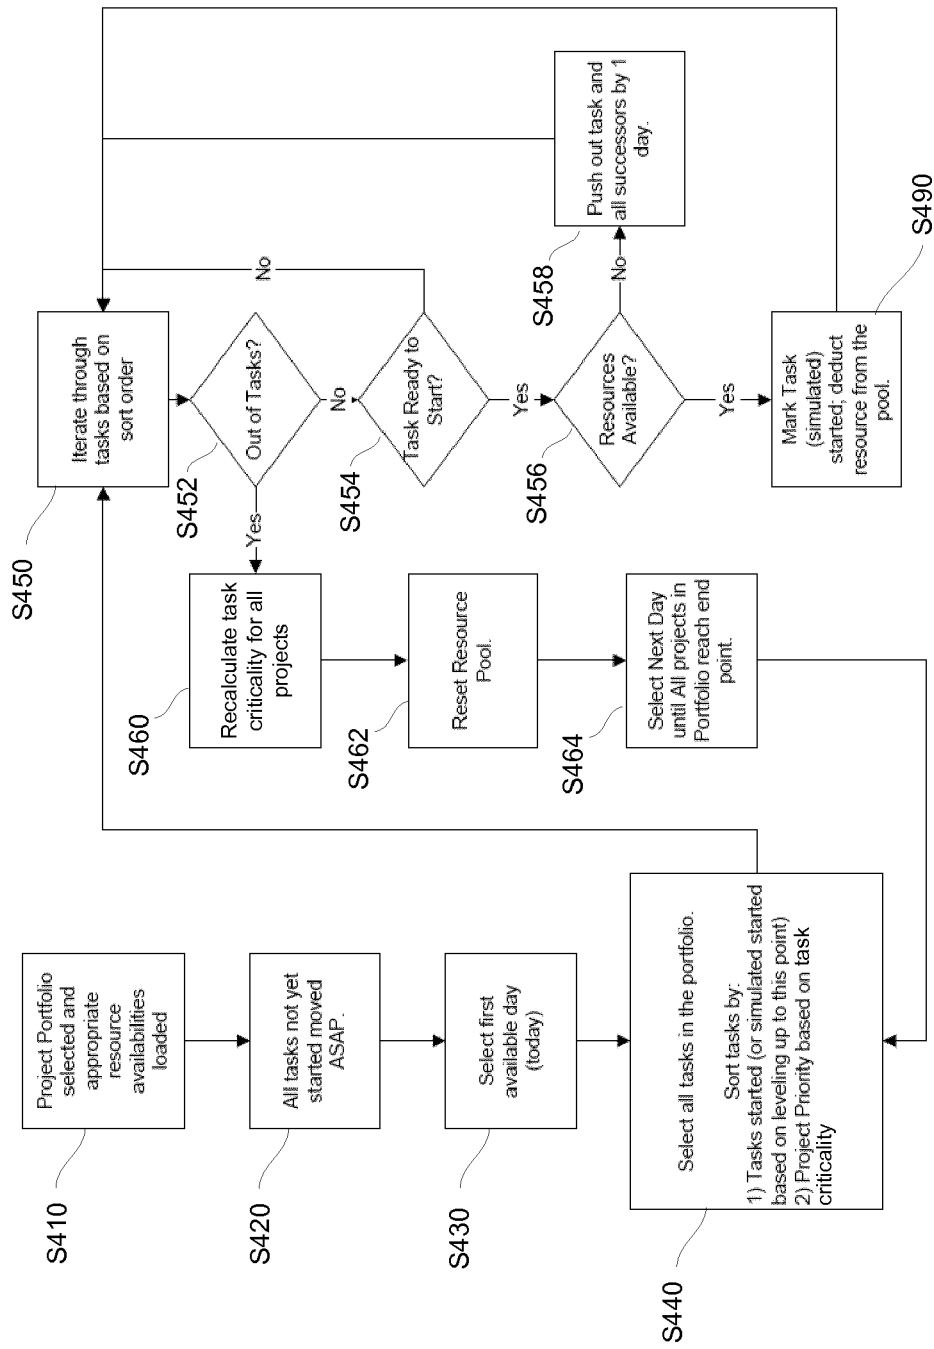 S410
Project Portfolio
selected and
appropriate
resource
availabilities
loaded
S420
All tasks not yet
started moved
ASAP.
S430
Select first
available day
(today)
S440
Select all tasks in the portfolio.
Sort tasks by:
1) Tasks started (or simulated started
based on leveling up to this point)
2) Project Priority based on task
criticality
S450
Iterate through
tasks based on
sort order
S452
Out of Tasks?
Yes
No
S454
Task Ready to
Start?
No
Yes
S456
Resources
Available?
No
Yes
S458
Push out task and
all successors by 1
day.
S490
Mark Task
(simulated)
started; deduct
resource from the
pool.
S460
Recalculate task
criticality for all
projects
S462
Reset Resource
Pool.
S464
Select Next Day
until All projects in
Portfolio reach end
point.